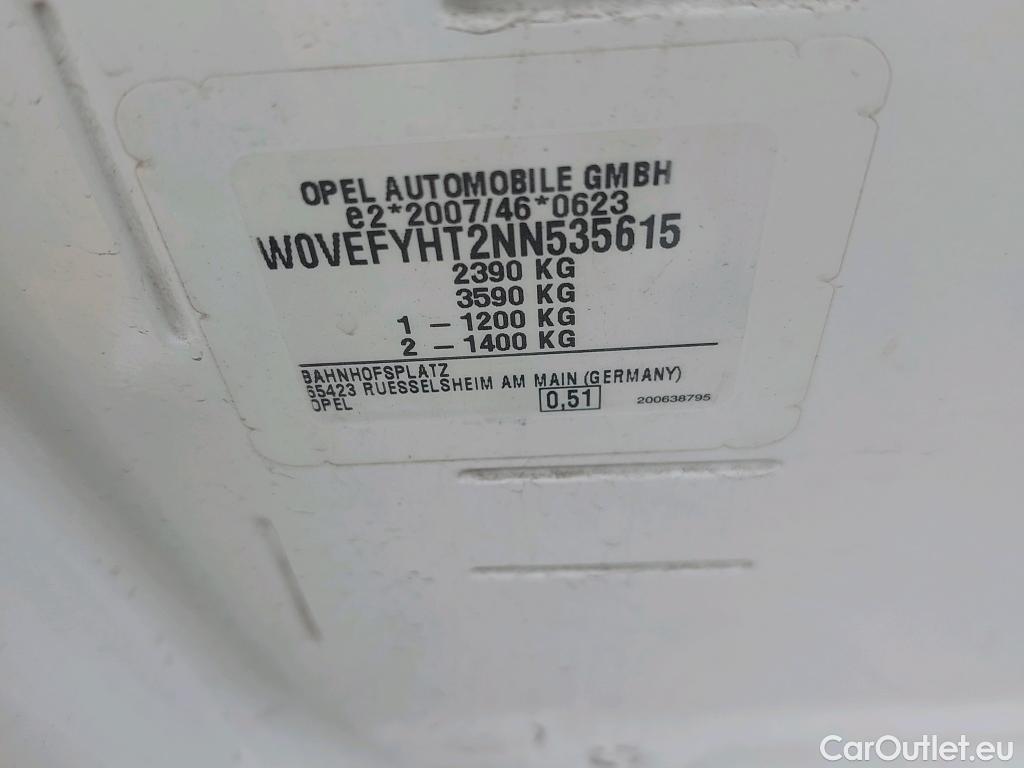 OPEL AUTOMOBILE GMBH
e2*2007/46*0623
W0VEFYHT2NN535615
2390 KG
3590 KG
1 - 1200 KG
2 - 1400 KG
BAHNHOFSPLATZ
65423 RUESSELSHEIM AM MAIN (GERMANY)
OPEL 0,51 200638795
CarOutlet.eu